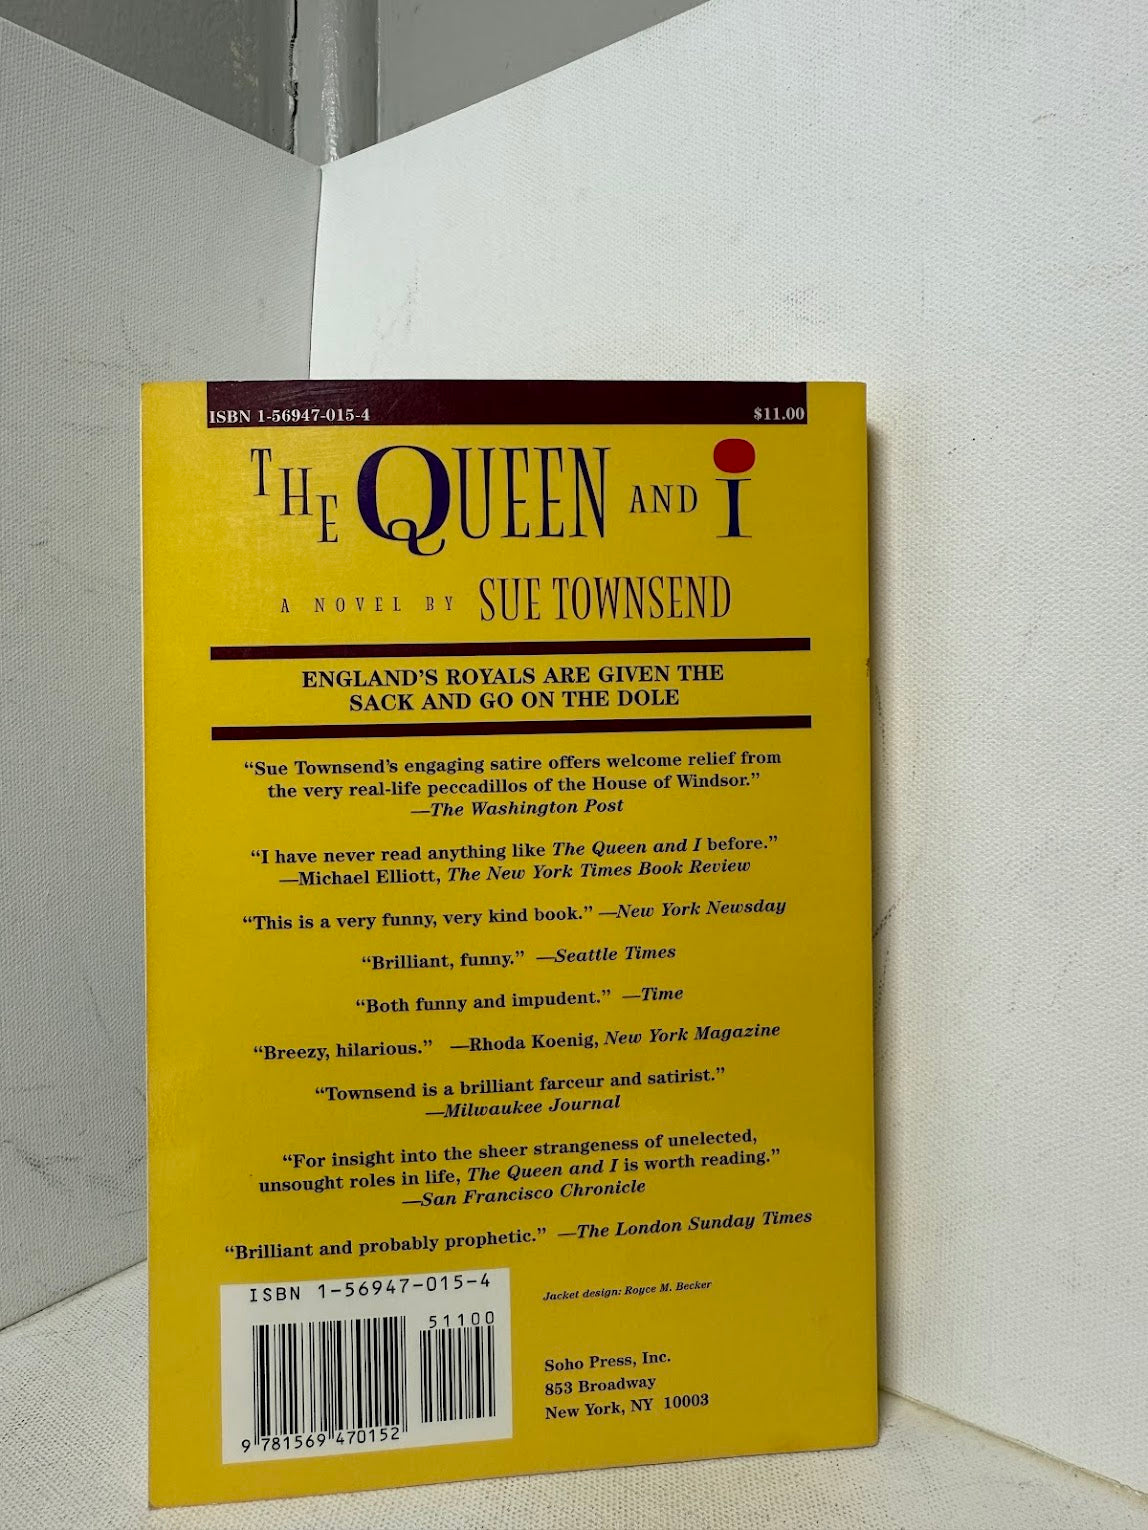 ISBN 1-56947-015-4 $11.00
THE QUEEN AND i
A NOVEL BY SUE TOWNSEND
ENGLAND'S ROYALS ARE GIVEN THE
SACK AND GO ON THE DOLE
“Sue Townsend's engaging satire offers welcome relief from
the very real-life peccadillos of the House of Windsor.”
—The Washington Post
“I have never read anything like The Queen and I before.”
—Michael Elliott, The New York Times Book Review
“This is a very funny, very kind book.” —New York Newsday
“Brilliant, funny.” —Seattle Times
“Both funny and impudent.” —Time
“Breezy, hilarious.” —Rhoda Koenig, New York Magazine
“Townsend is a brilliant farceur and satirist.”
—Milwaukee Journal
“For insight into the sheer strangeness of unelected,
unsought roles in life, The Queen and I is worth reading.”
—San Francisco Chronicle
“Brilliant and probably prophetic.” —The London Sunday Times
ISBN 1-56947-015-4
51100
9 781569 470152
Jacket design: Royce M. Becker
Soho Press, Inc.
853 Broadway
New York, NY 10003